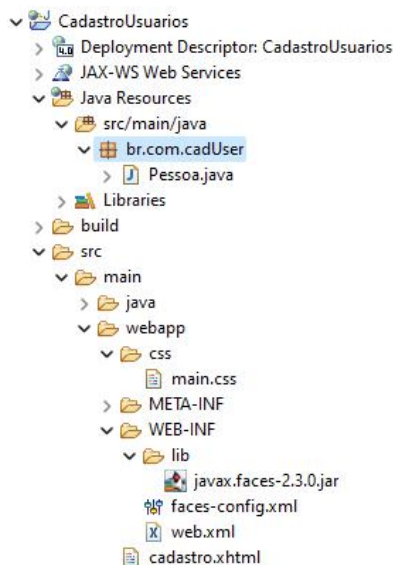 CadastroUsuarios
4.0 Deployment Descriptor: CadastroUsuarios
JAX-WS Web Services
Java Resources
src/main/java
br.com.cadUser
J Pessoa.java
Libraries
build
src
main
java
webapp
css
main.css
META-INF
WEB-INF
lib
javax.faces-2.3.0.jar
faces-config.xml
X web.xml
cadastro.xhtml